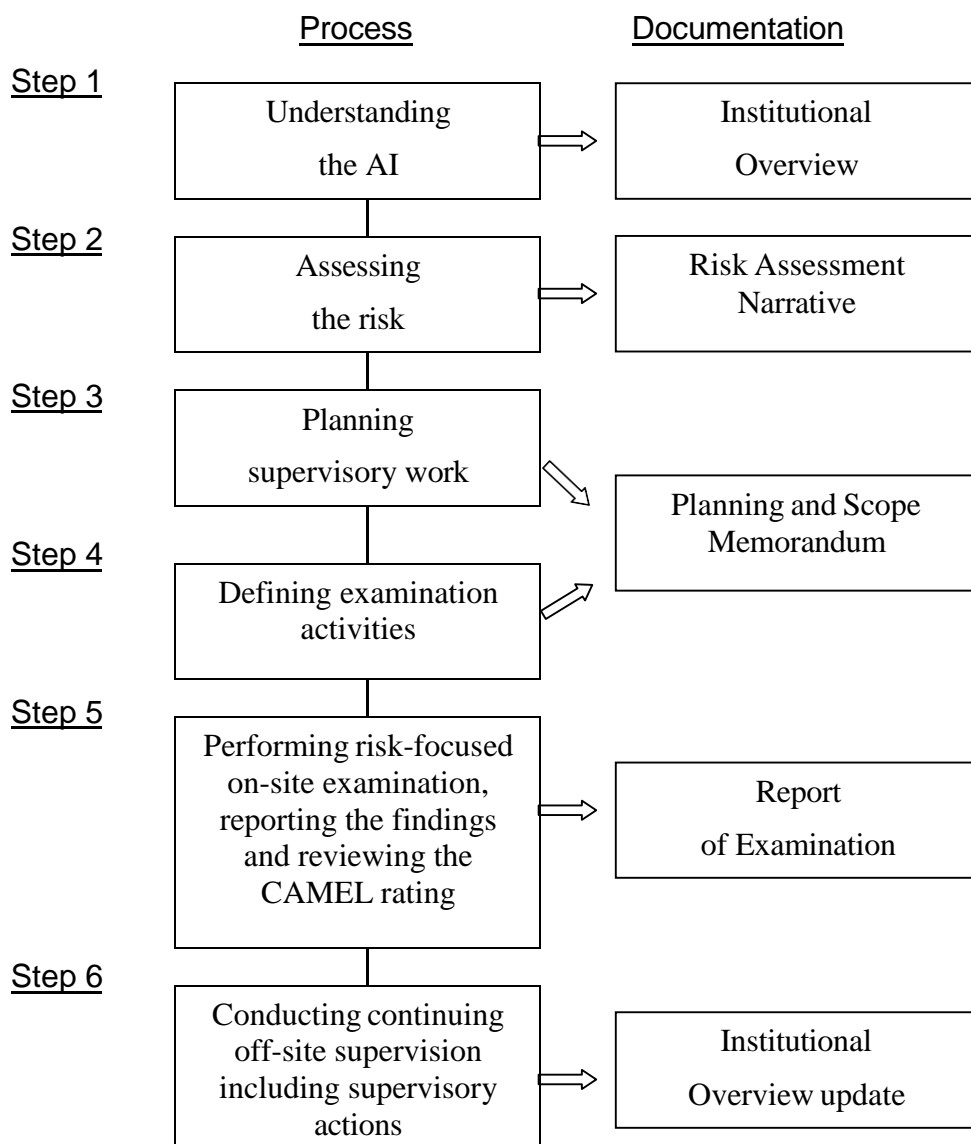 Process
Documentation
Step 1
Understanding
the AI
Institutional
Overview
Step 2
Assessing
the risk
Risk Assessment
Narrative
Step 3
Planning
supervisory work
Planning and Scope
Memorandum
Step 4
Defining examination
activities
Step 5
Performing risk-focused
on-site examination,
reporting the findings
and reviewing the
CAMEL rating
Report
of Examination
Step 6
Conducting continuing
off-site supervision
including supervisory
actions
Institutional
Overview update